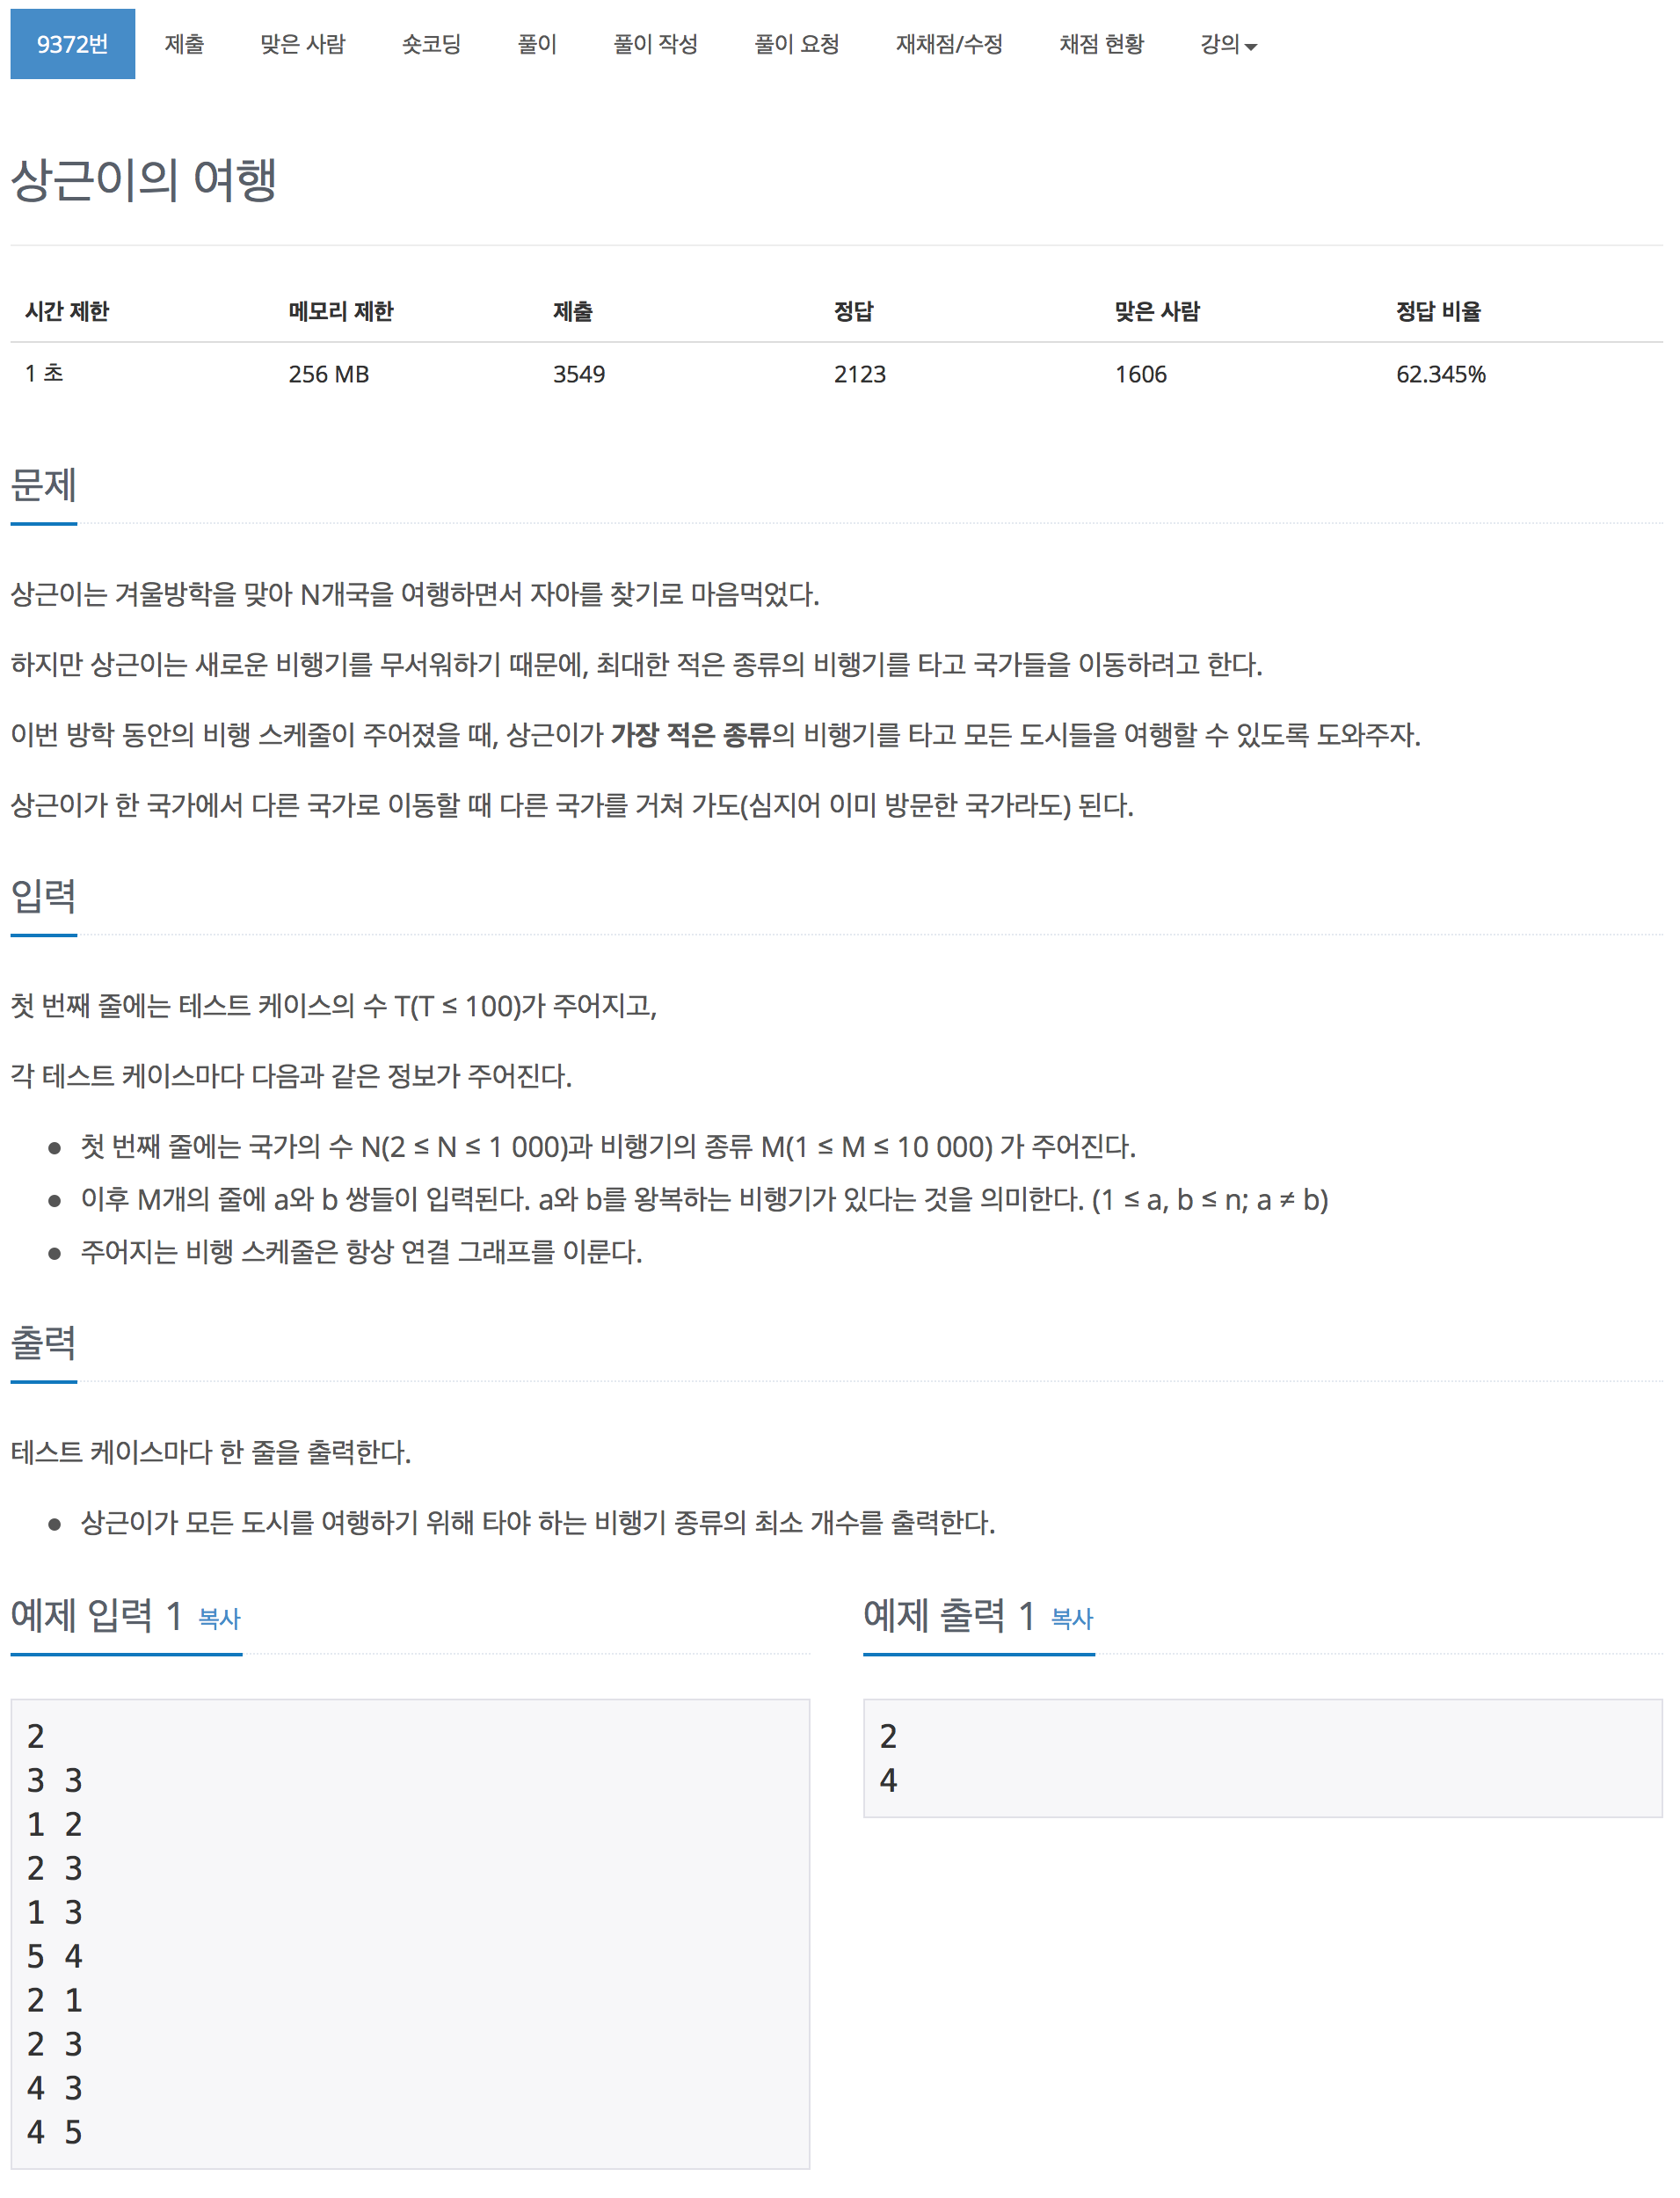 9372번 제출 맞은 사람 숏코딩 풀이 풀이 작성 풀이 요청 재채점/수정 채점 현황 강의
상근이의 여행
시간 제한 메모리 제한 제출 정답 맞은 사람 정답 비율
1 초 256 MB 3549 2123 1606 62.345%
문제
상근이는 겨울방학을 맞아 N개국을 여행하면서 자아를 찾기로 마음먹었다.
하지만 상근이는 새로운 비행기를 무서워하기 때문에, 최대한 적은 종류의 비행기를 타고 국가들을 이동하려고 한다.
이번 방학 동안의 비행 스케줄이 주어졌을 때, 상근이가 가장 적은 종류의 비행기를 타고 모든 도시들을 여행할 수 있도록 도와주자.
상근이가 한 국가에서 다른 국가로 이동할 때 다른 국가를 거쳐 가도(심지어 이미 방문한 국가라도) 된다.
입력
첫 번째 줄에는 테스트 케이스의 수 T(T ≤ 100)가 주어지고,
각 테스트 케이스마다 다음과 같은 정보가 주어진다.
● 첫 번째 줄에는 국가의 수 N(2 ≤ N ≤ 1 000)과 비행기의 종류 M(1 ≤ M ≤ 10 000) 가 주어진다.
● 이후 M개의 줄에 a와 b 쌍들이 입력된다. a와 b를 왕복하는 비행기가 있다는 것을 의미한다. (1 ≤ a, b ≤ n; a ≠ b)
● 주어지는 비행 스케줄은 항상 연결 그래프를 이룬다.
출력
테스트 케이스마다 한 줄을 출력한다.
● 상근이가 모든 도시를 여행하기 위해 타야 하는 비행기 종류의 최소 개수를 출력한다.
예제 입력 1 복사
2
3 3
1 2
2 3
1 3
5 4
2 1
2 3
4 3
4 5
예제 출력 1 복사
2
4